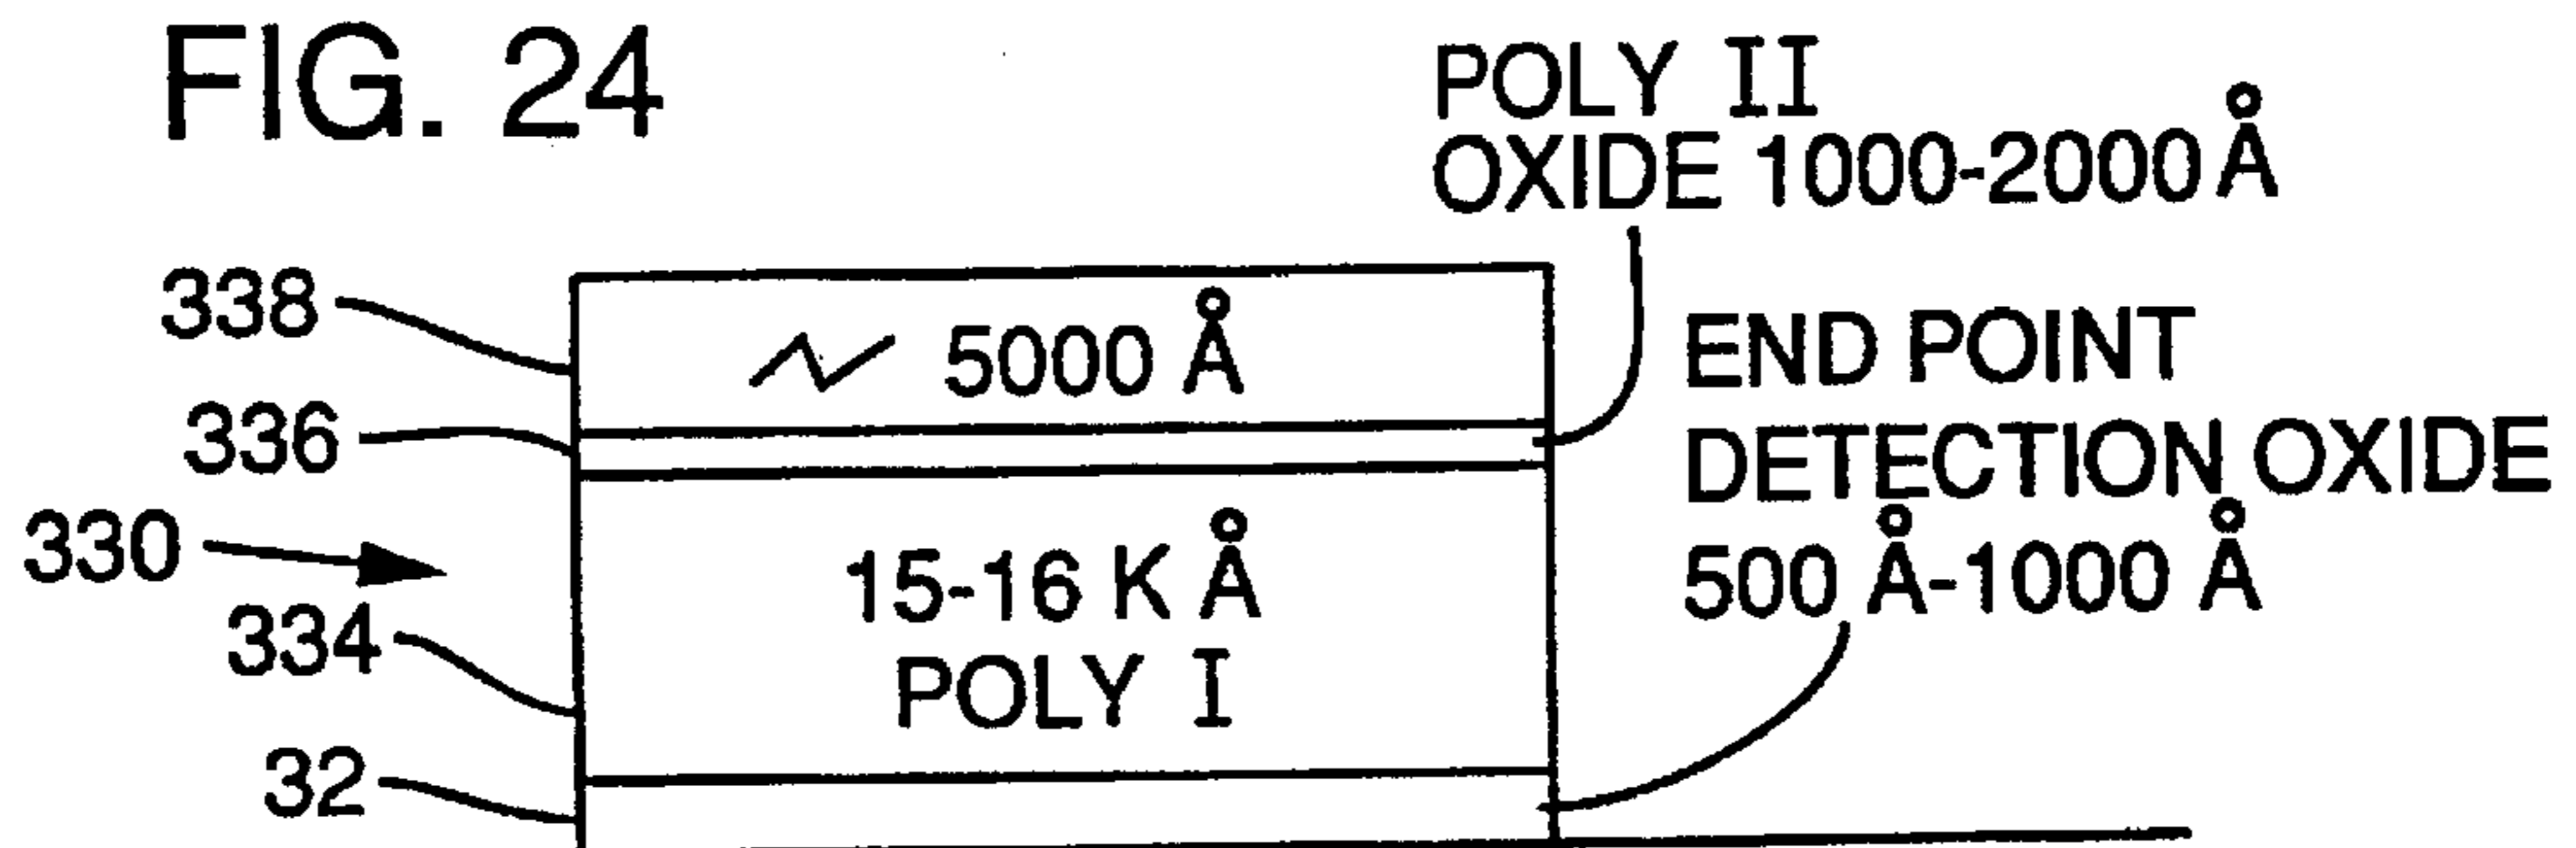 FIG. 24
POLY II
OXIDE 1000-2000 Å
338
5000 Å
336
END POINT
DETECTION OXIDE
500 Å-1000 Å
330
15-16 K Å
334
POLY I
32